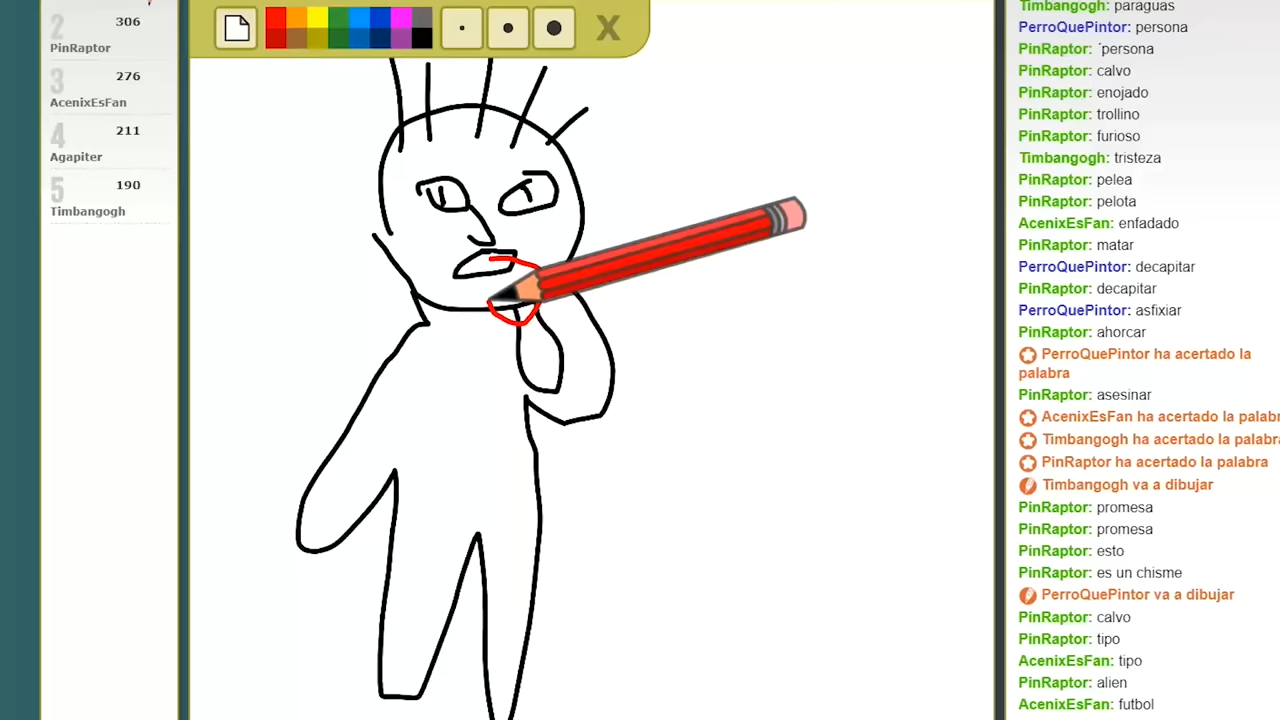 2
306
PinRaptor
3
276
AcenixEsFan
4
211
Agapiter
5
190
Timbangogh
X
Timbangogh: paraguas
PerroQuePintor: persona
PinRaptor: ´persona
PinRaptor: calvo
PinRaptor: enojado
PinRaptor: trollino
PinRaptor: furioso
Timbangogh: tristeza
PinRaptor: pelea
PinRaptor: pelota
AcenixEsFan: enfadado
PinRaptor: matar
PerroQuePintor: decapitar
PinRaptor: decapitar
PerroQuePintor: asfixiar
PinRaptor: ahorcar
PerroQuePintor ha acertado la
palabra
PinRaptor: asesinar
AcenixEsFan ha acertado la palabr
Timbangogh ha acertado la palabra
PinRaptor ha acertado la palabra
Timbangogh va a dibujar
PinRaptor: promesa
PinRaptor: promesa
PinRaptor: esto
PinRaptor: es un chisme
PerroQuePintor va a dibujar
PinRaptor: calvo
PinRaptor: tipo
AcenixEsFan: tipo
PinRaptor: alien
AcenixEsFan: futbol